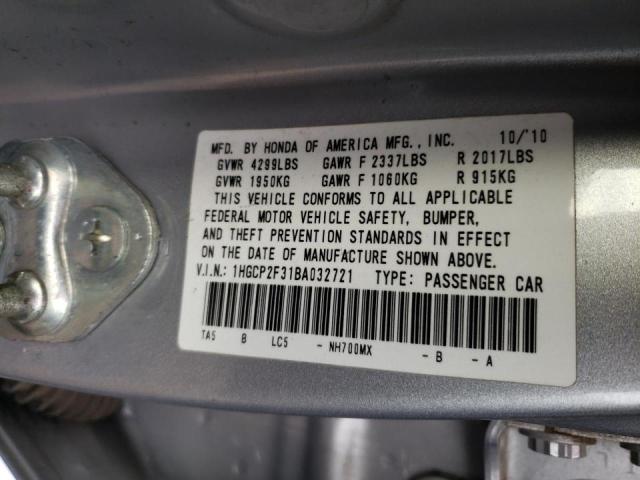 MFD. BY HONDA OF AMERICA MFG., INC. 10/'10
GVWR 4299LBS GAWR F 2337LBS R 2017LBS
GVWR 1950KG GAWR F 1060KG R 915KG
THIS VEHICLE CONFORMS TO ALL APPLICABLE
FEDERAL MOTOR VEHICLE SAFETY, BUMPER,
AND THEFT PREVENTION STANDARDS IN EFFECT
ON THE DATE OF MANUFACTURE SHOWN ABOVE.
V.I.N.: 1HGCP2F31BA032721 TYPE: PASSENGER CAR
TA5 B LC5 - NH700MX - B - A